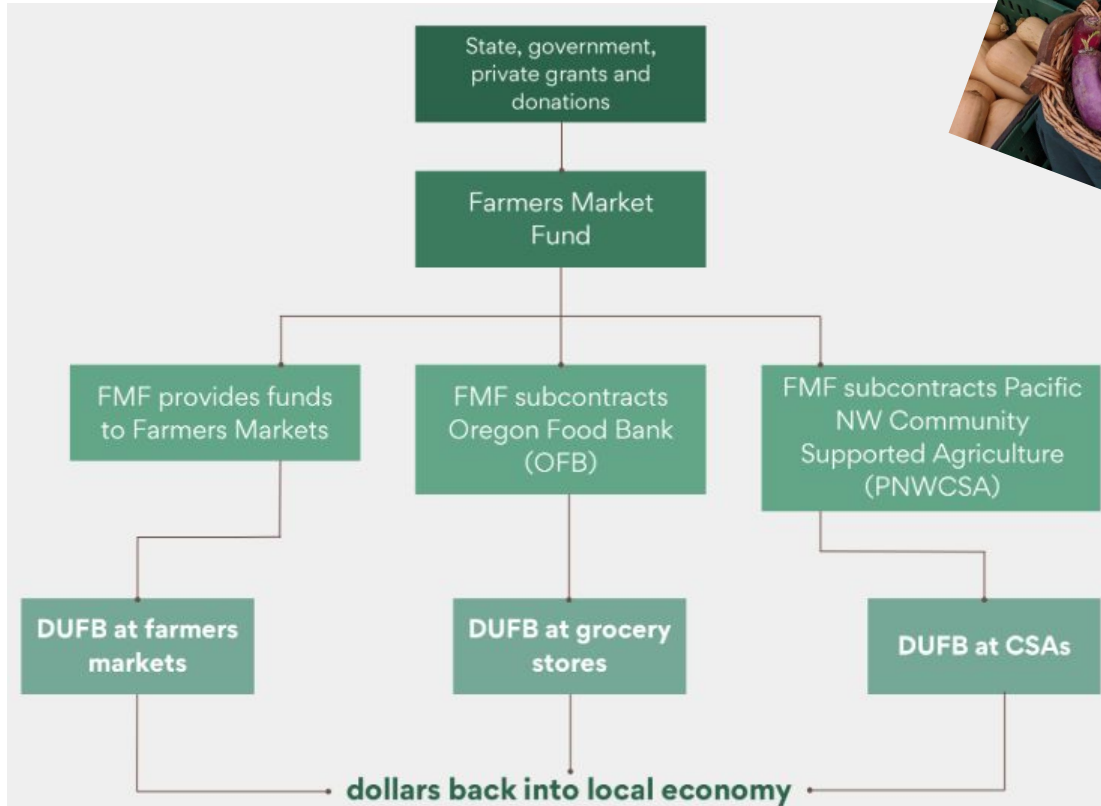 State, government,
private grants and
donations
Farmers Market
Fund
FMF provides funds
to Farmers Markets
FMF subcontracts
Oregon Food Bank
(OFB)
FMF subcontracts Pacific
NW Community
Supported Agriculture
(PNWCSA)
DUFB at farmers
markets
DUFB at grocery
stores
DUFB at CSAs
dollars back into local economy